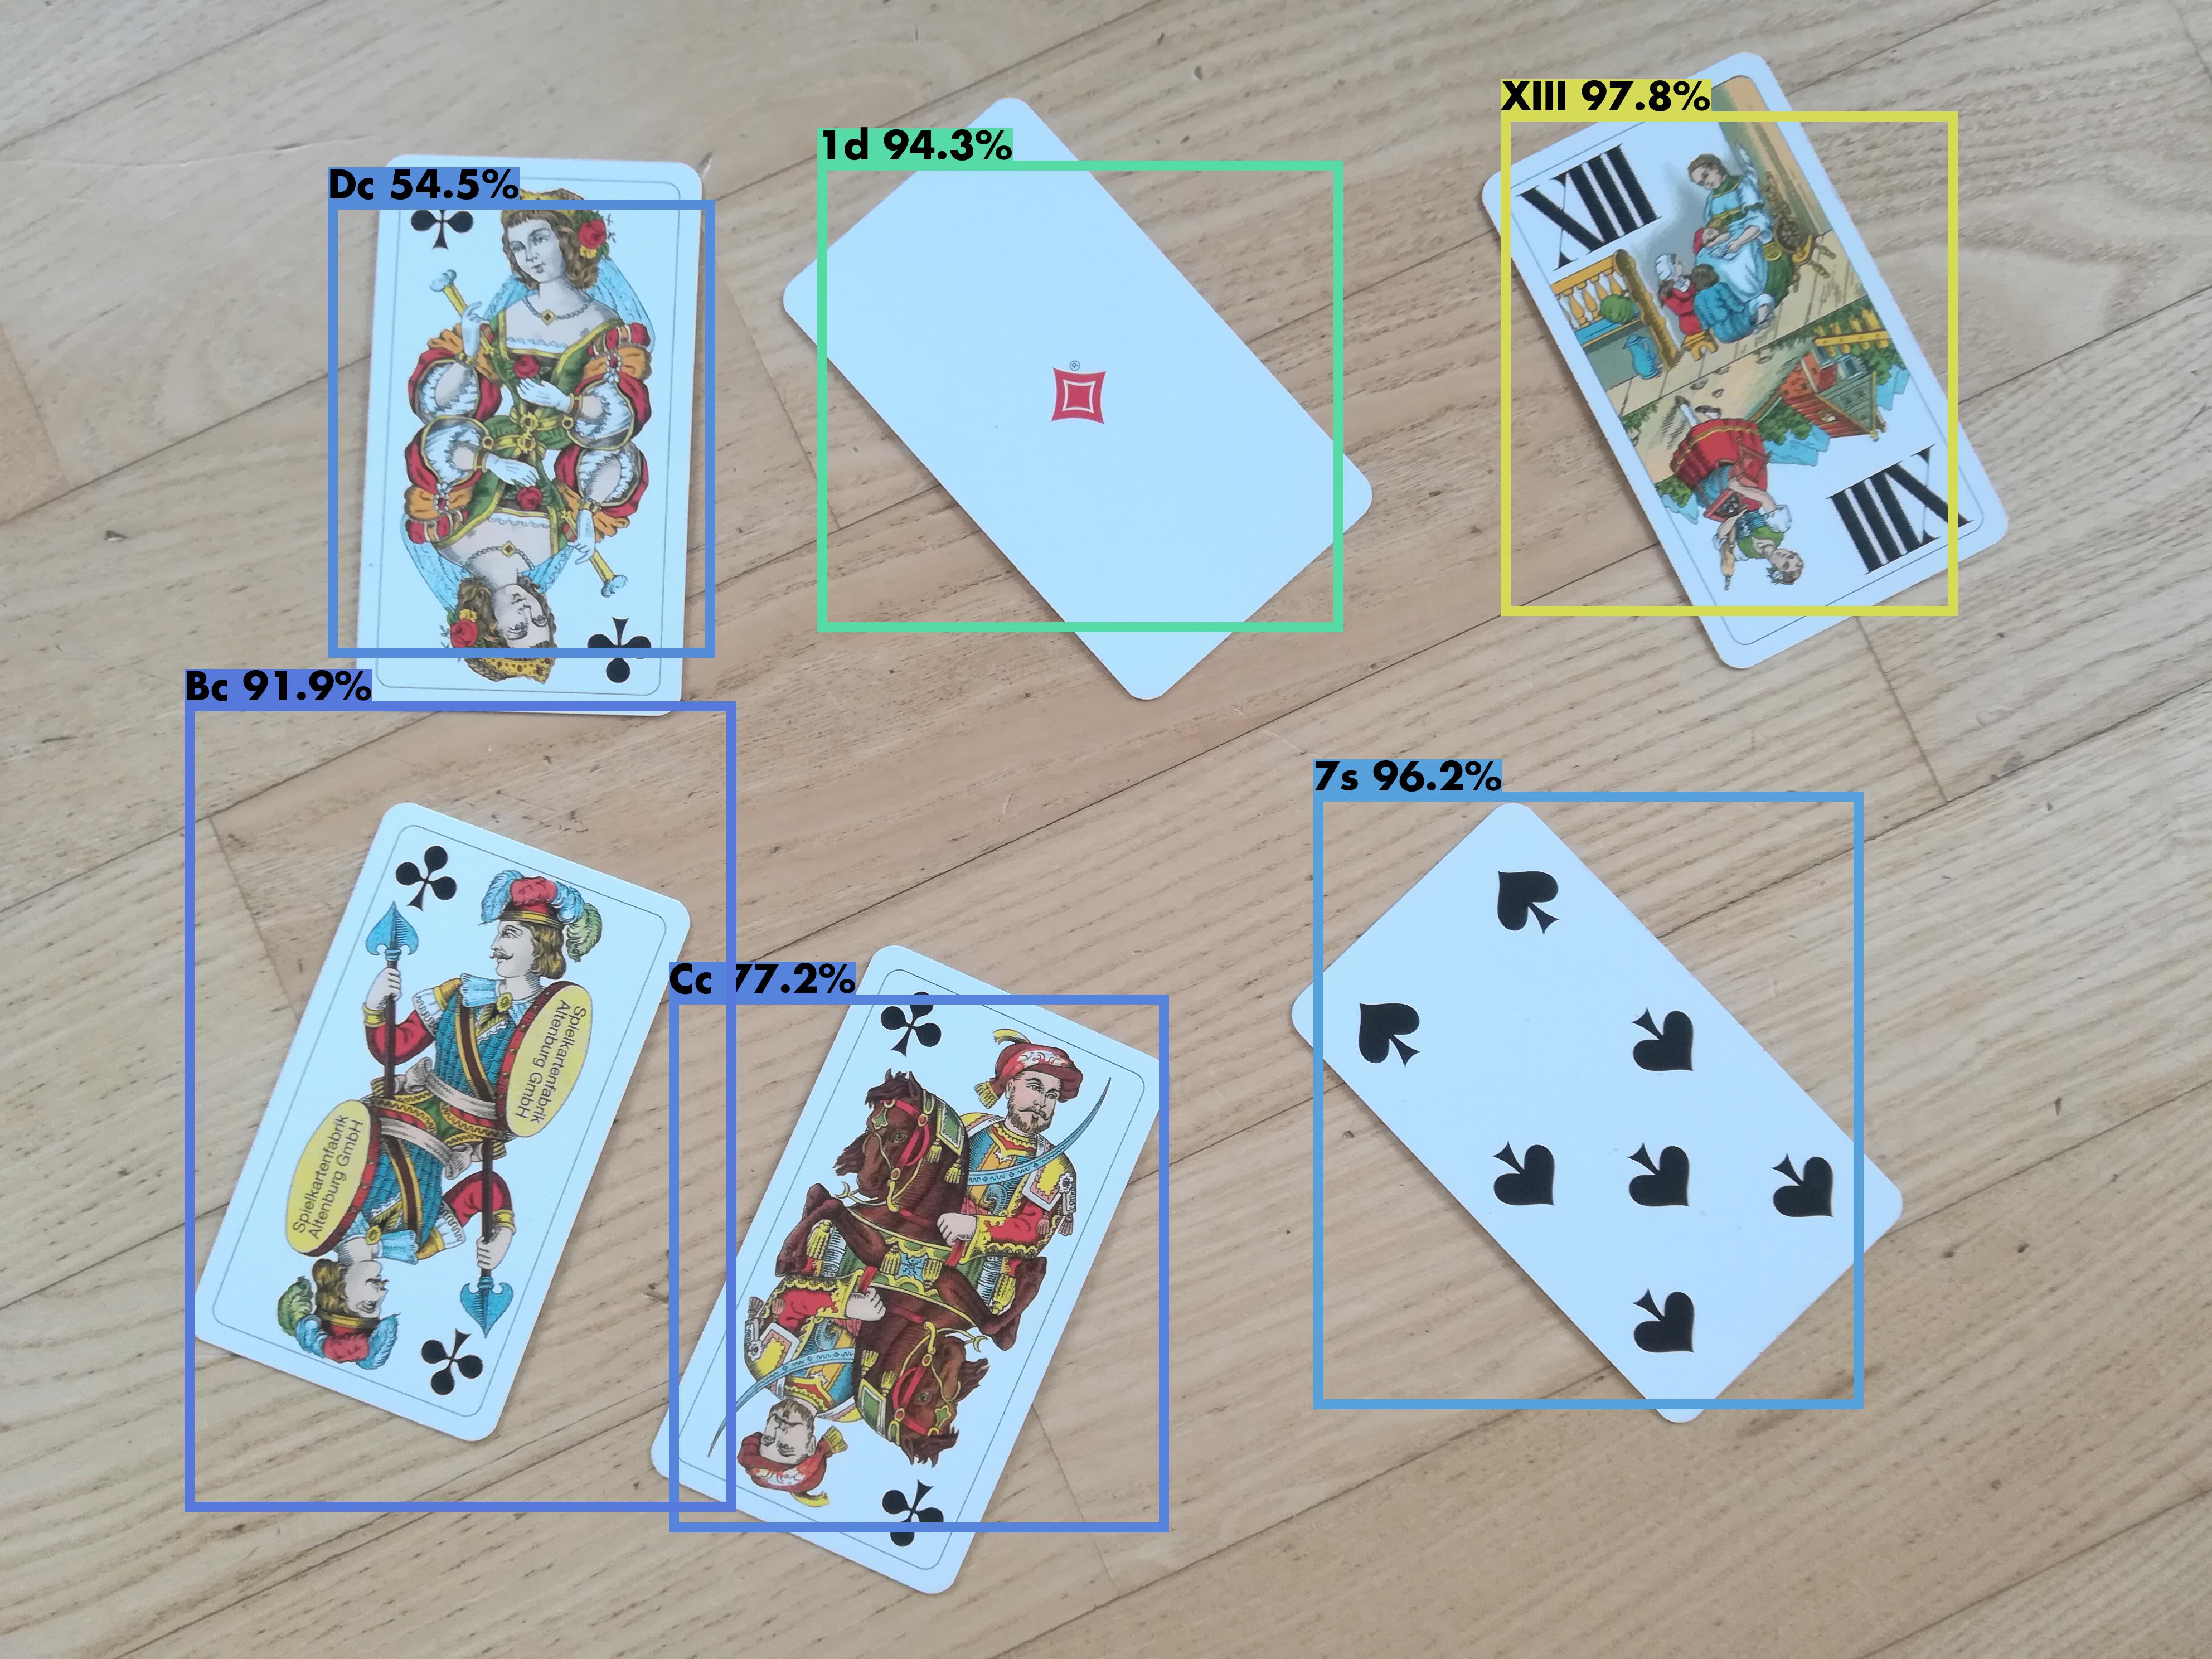 Dc 54.5%
1d 94.3%
XIII 97.8%
XIII
XIII
®
Bc 91.9%
Spielkartenfabrik
Altenburg GmbH
Spielkartenfabrik
Altenburg GmbH
Cc 77.2%
7s 96.2%